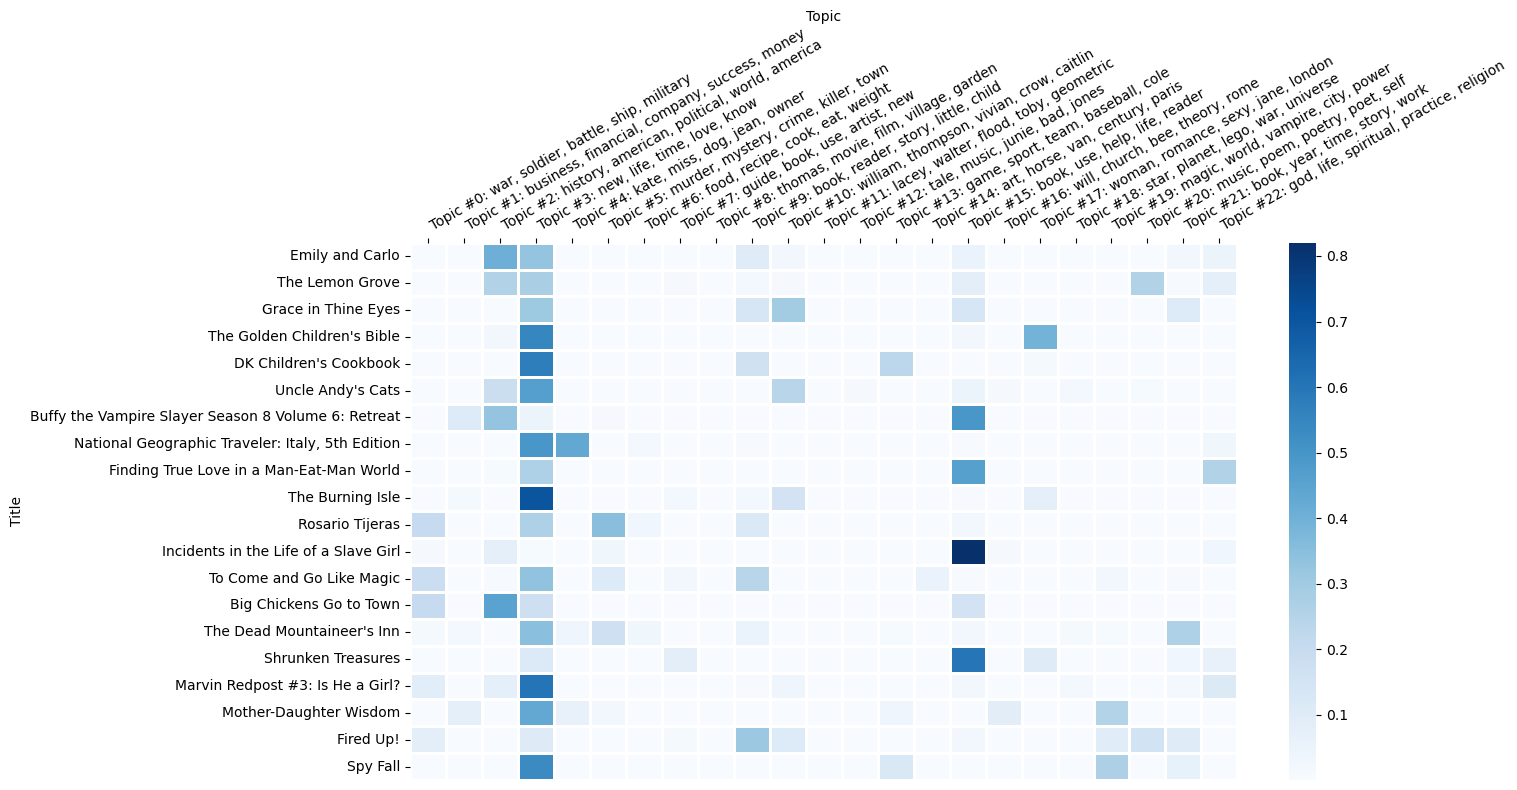 Topic
Topic #0: war, soldier, battle, ship, military
Topic #1: business, financial, company, success, money
Topic #2: history, american, political, world, america
Topic #3: new, life, time, love, know
Topic #4: kate, miss, dog, jean, owner
Topic #5: murder, mystery, crime, killer, town
Topic #6: food, recipe, cook, eat, weight
Topic #7: guide, book, use, artist, new
Topic #8: thomas, movie, film, village, garden
Topic #9: book, reader, story, little, child
Topic #10: william, thompson, vivian, crow, caitlin
Topic #11: lacey, walter, flood, toby, geometric
Topic #12: tale, music, junie, bad, jones
Topic #13: game, sport, team, baseball, cole
Topic #14: art, horse, van, century, paris
Topic #15: book, use, help, life, reader
Topic #16: will, church, bee, theory, rome
Topic #17: woman, romance, sexy, jane, london
Topic #18: star, planet, lego, war, universe
Topic #19: magic, world, vampire, city, power
Topic #20: music, poem, poetry, poet, self
Topic #21: book, year, time, story, work
Topic #22: god, life, spiritual, practice, religion
Title
Emily and Carlo
The Lemon Grove
Grace in Thine Eyes
The Golden Children's Bible
DK Children's Cookbook
Uncle Andy's Cats
Buffy the Vampire Slayer Season 8 Volume 6: Retreat
National Geographic Traveler: Italy, 5th Edition
Finding True Love in a Man-Eat-Man World
The Burning Isle
Rosario Tijeras
Incidents in the Life of a Slave Girl
To Come and Go Like Magic
Big Chickens Go to Town
The Dead Mountaineer's Inn
Shrunken Treasures
Marvin Redpost #3: Is He a Girl?
Mother-Daughter Wisdom
Fired Up!
Spy Fall
0.8
0.7
0.6
0.5
0.4
0.3
0.2
0.1